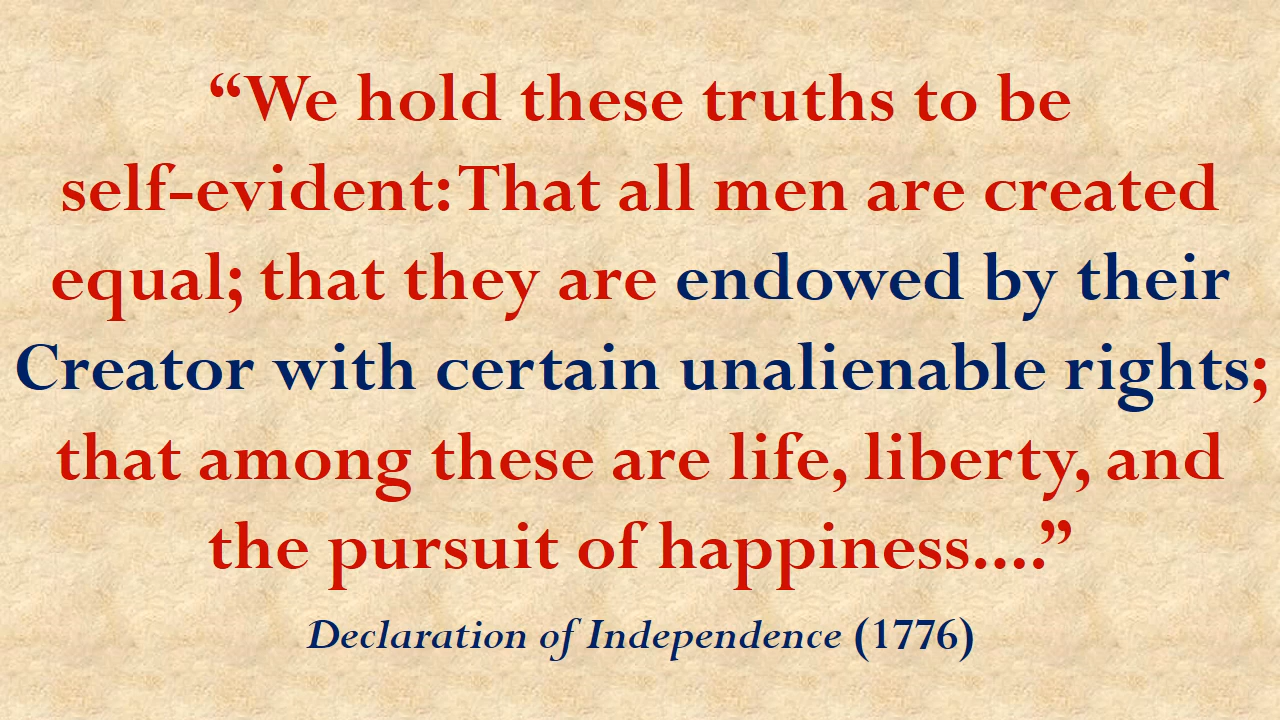 “We hold these truths to be
self-evident: That all men are created
equal; that they are endowed by their
Creator with certain unalienable rights;
that among these are life, liberty, and
the pursuit of happiness....”
Declaration of Independence (1776)